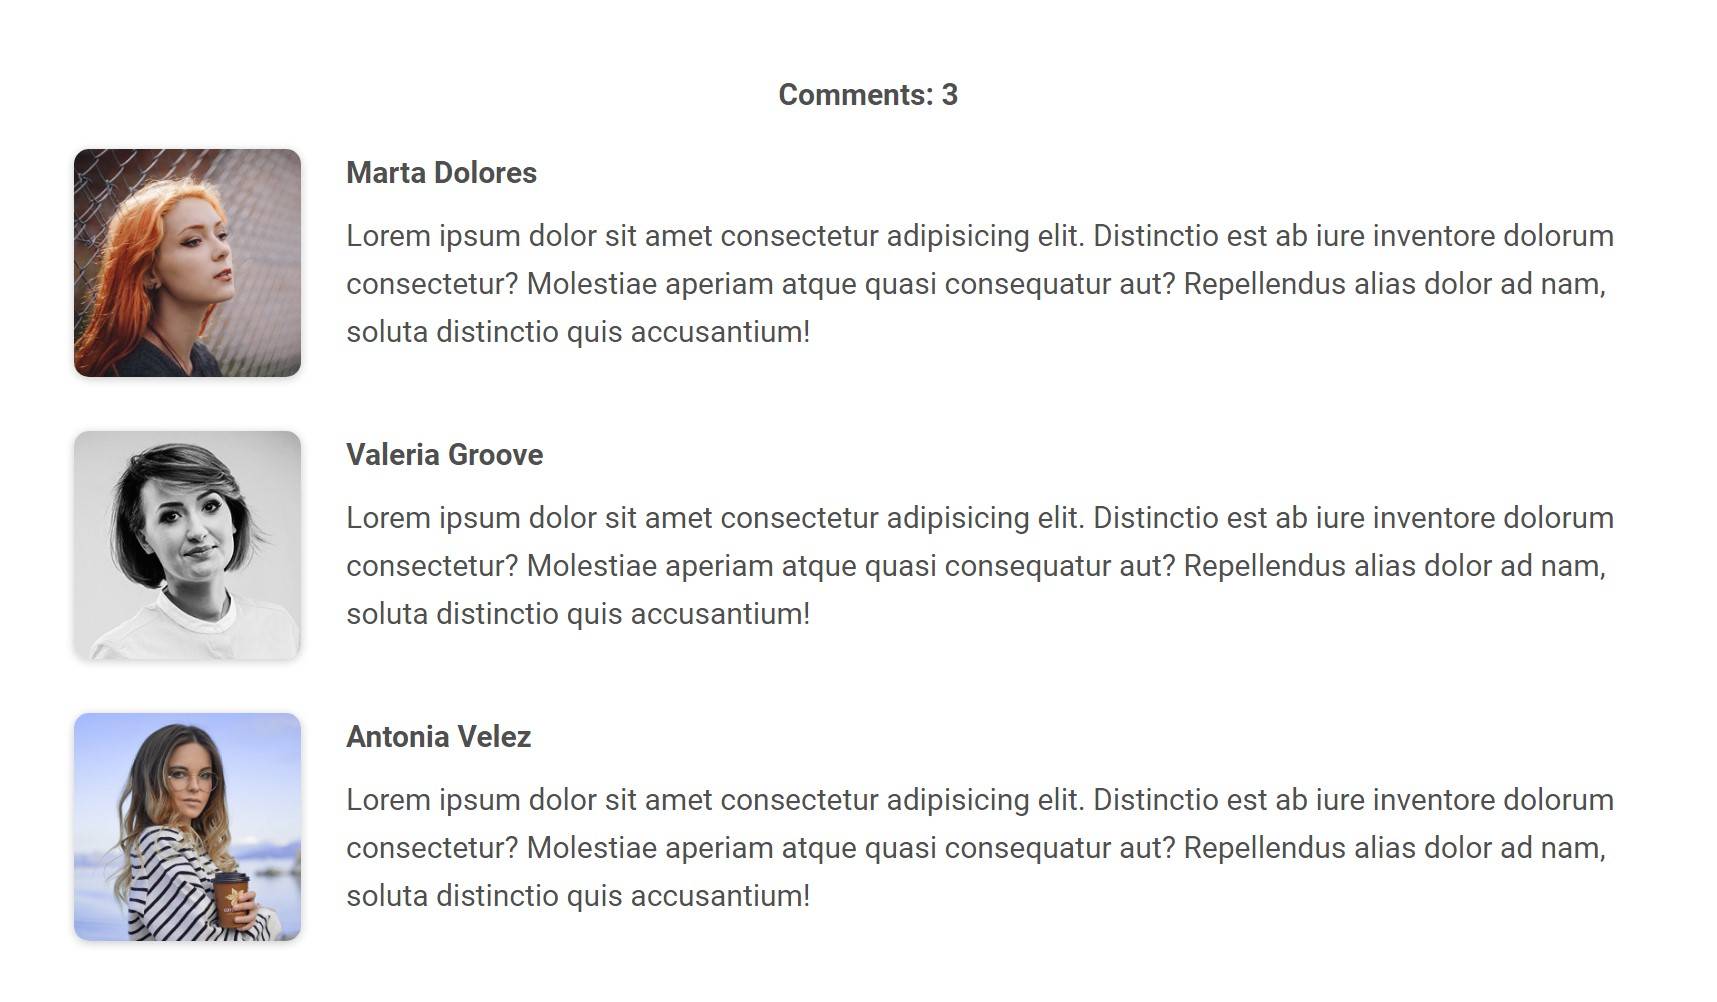 Comments: 3
Marta Dolores
Lorem ipsum dolor sit amet consectetur adipisicing elit. Distinctio est ab iure inventore dolorum
consectetur? Molestiae aperiam atque quasi consequatur aut? Repellendus alias dolor ad nam,
soluta distinctio quis accusantium!
Valeria Groove
Lorem ipsum dolor sit amet consectetur adipisicing elit. Distinctio est ab iure inventore dolorum
consectetur? Molestiae aperiam atque quasi consequatur aut? Repellendus alias dolor ad nam,
soluta distinctio quis accusantium!
Antonia Velez
Lorem ipsum dolor sit amet consectetur adipisicing elit. Distinctio est ab iure inventore dolorum
consectetur? Molestiae aperiam atque quasi consequatur aut? Repellendus alias dolor ad nam,
soluta distinctio quis accusantium!